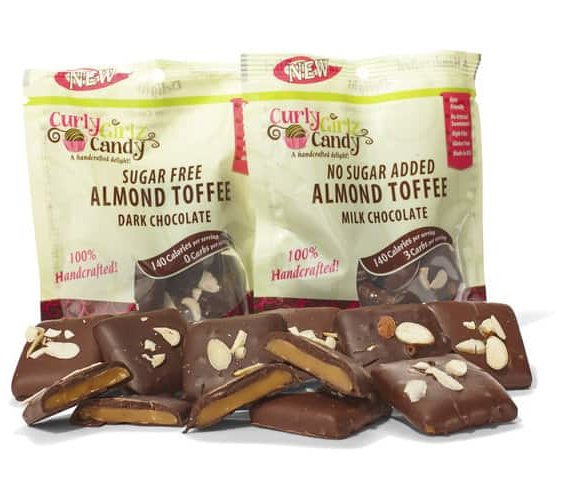 NEW
Curly
Girlz
Candy
A handcrafted delight!
SUGAR FREE
ALMOND TOFFEE
DARK CHOCOLATE
140 Calories per serving
0 Carbs per serving
100%
Handcrafted!
NEW
Curly
Girlz
Candy
A handcrafted delight!
NO SUGAR ADDED
ALMOND TOFFEE
MILK CHOCOLATE
140 Calories per serving
3 Carbs per serving
100%
Handcrafted!